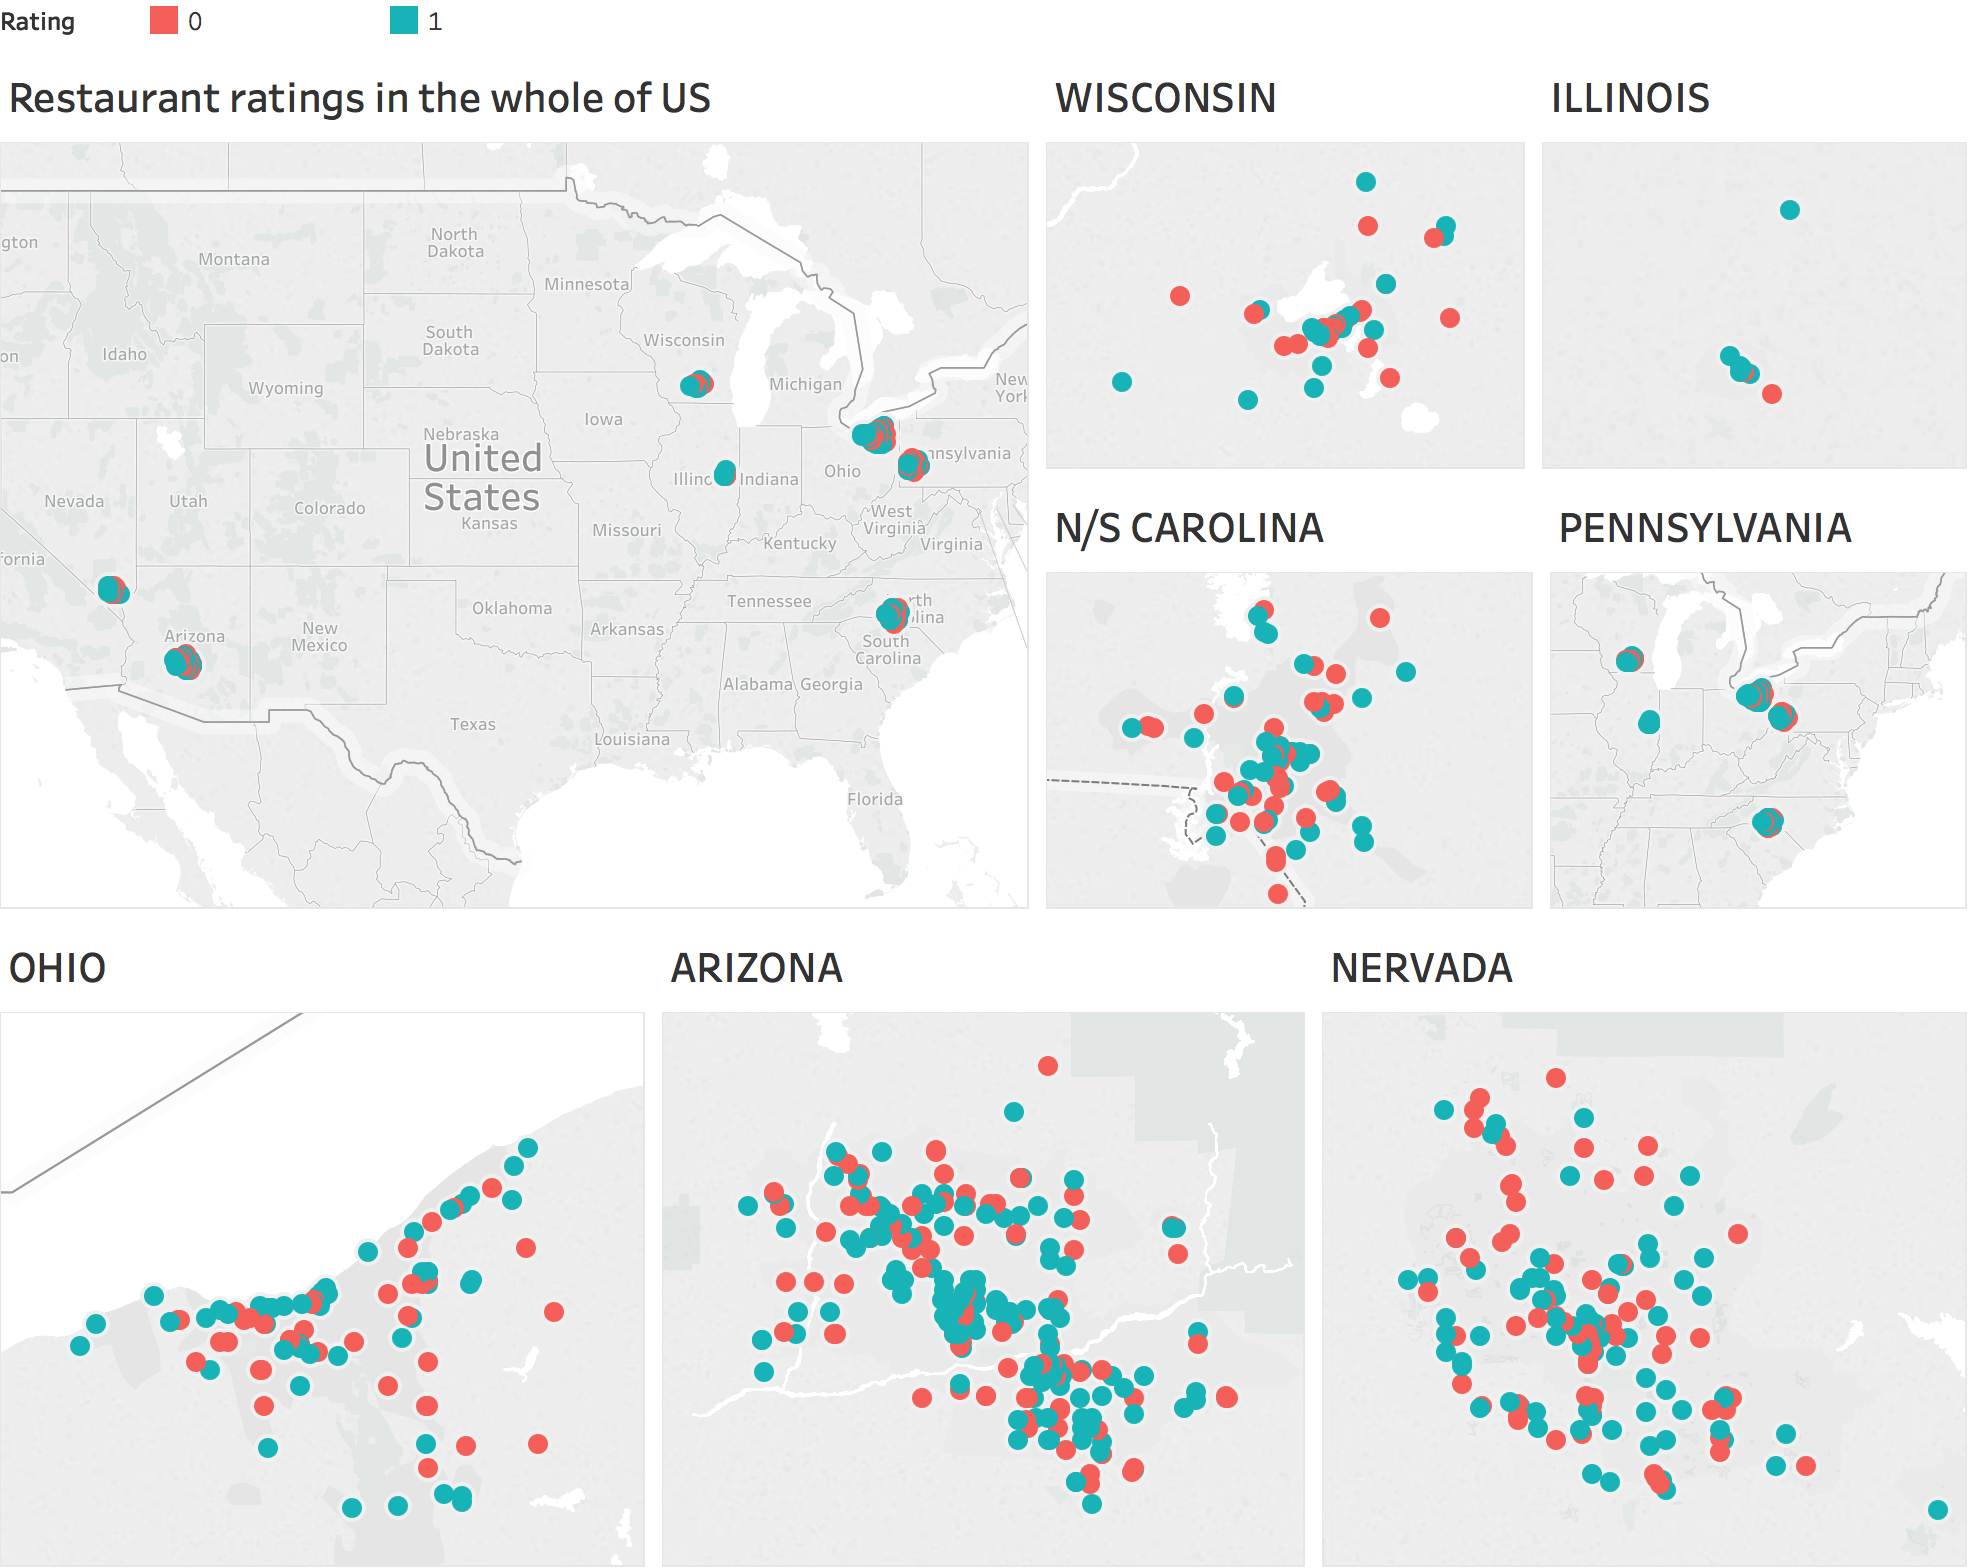 Rating 0 1
Restaurant ratings in the whole of US
WISCONSIN
ILLINOIS
gton
Montana
North
Dakota
Minnesota
on
Idaho
South
Dakota
Wisconsin
Wyoming
Michigan
New
York
Iowa
Nebraska
United
States
Nevada
Utah
Colorado
Kansas
Illino
Indiana
Ohio
nnsylvania
Missouri
West
Virginia
Virginia
Kentucky
fornia
Oklahoma
Tennessee
rth
lina
Arizona
New
Mexico
Arkansas
South
Carolina
Alabama
Georgia
Texas
Louisiana
Florida
N/S CAROLINA
PENNSYLVANIA
OHIO
ARIZONA
NERVADA